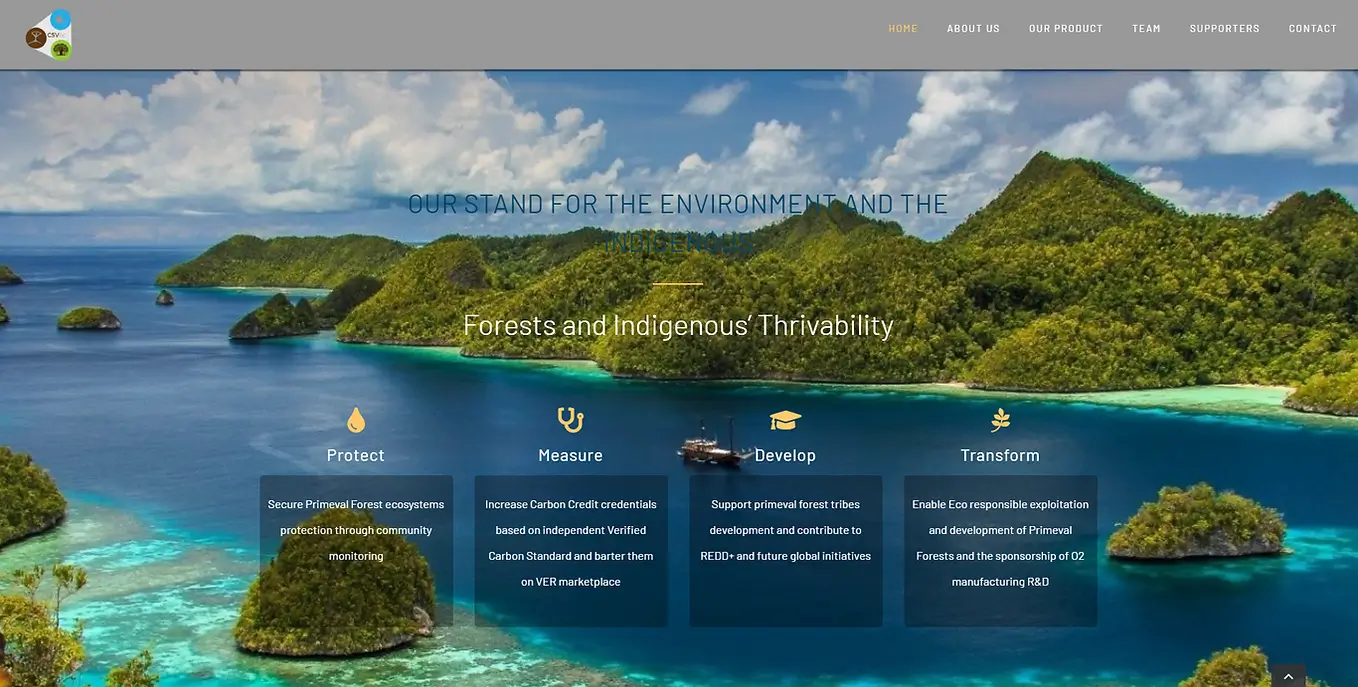 CSV
HOME
ABOUT US
OUR PRODUCT
TEAM
SUPPORTERS
CONTACT
OUR STAND FOR THE ENVIRONMENT AND THE
INDIGENOUS
Forests and Indigenous' Thrivability
Protect
Measure
Develop
Transform
Secure Primeval Forest ecosystems
protection through community
monitoring
Increase Carbon Credit credentials
based on independent Verified
Carbon Standard and barter them
on VER marketplace
Support primeval forest tribes
development and contribute to
REDD+ and future global initiatives
Enable Eco responsible exploitation
and development of Primeval
Forests and the sponsorship of O2
manufacturing R&D